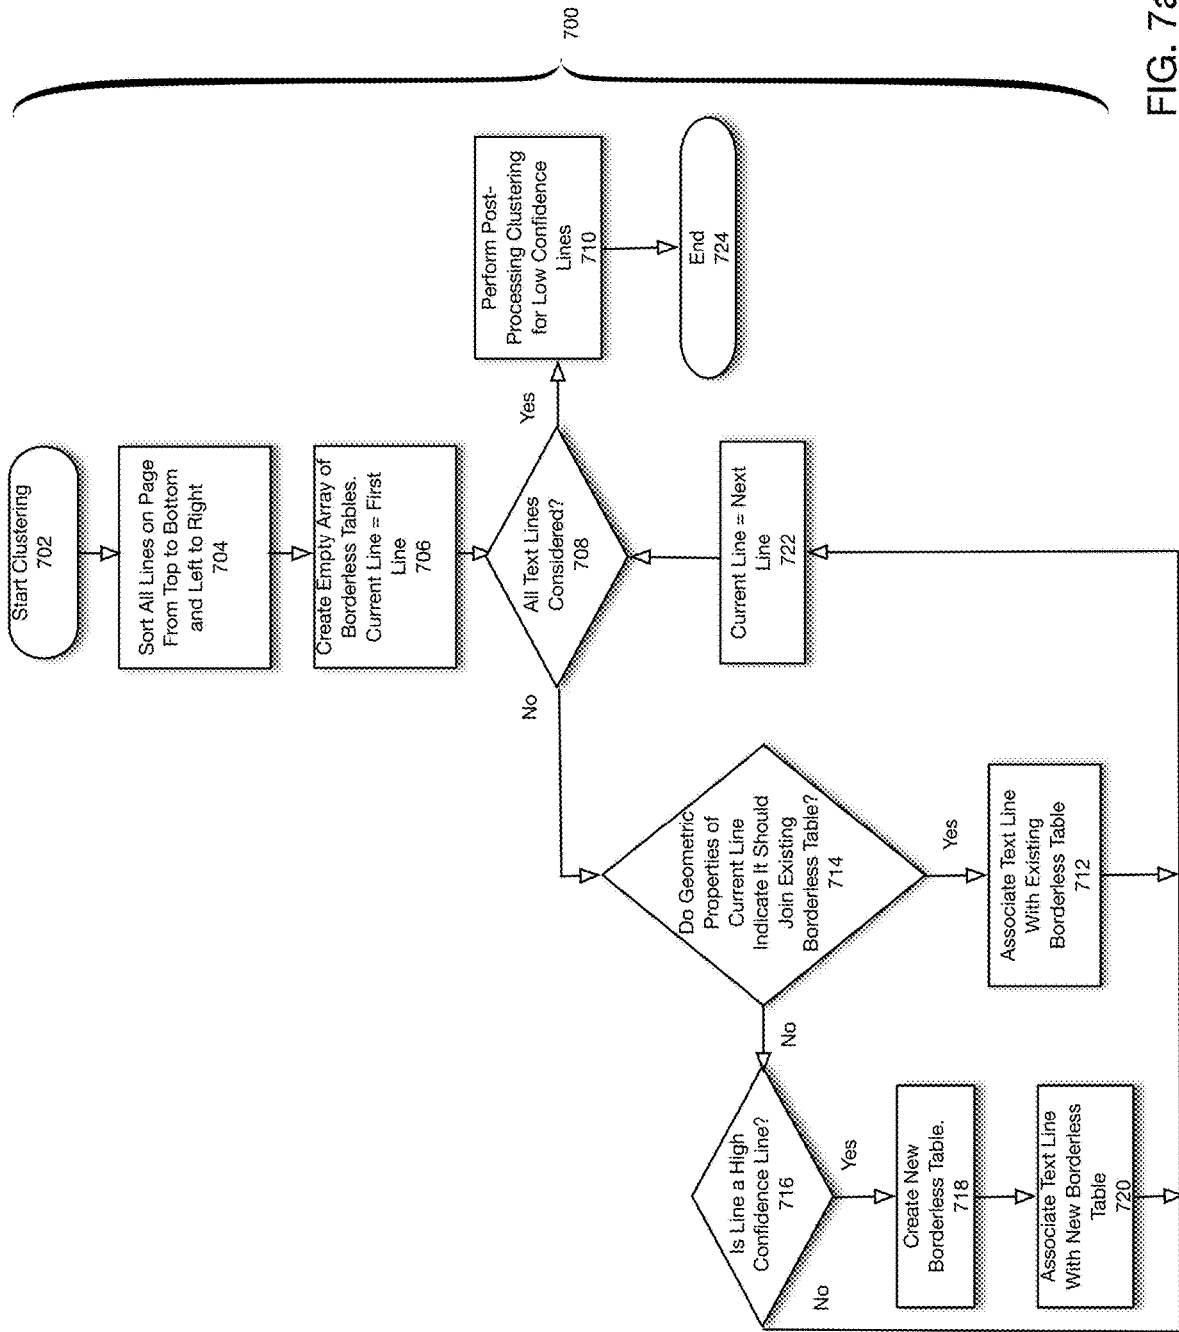 Start Clustering
702
Sort All Lines on Page
From Top to Bottom
and Left to Right
704
Create Empty Array of
Borderless Tables.
Current Line = First
Line
706
All Text Lines
Considered?
708
Yes
No
Perform Post-
Processing Clustering
for Low Confidence
Lines
710
End
724
Current Line = Next
Line
722
Do Geometric
Properties of
Current Line
Indicate It Should
Join Existing
Borderless Table?
714
Yes
No
Associate Text Line
With Existing
Borderless Table
712
Is Line a High
Confidence Line?
716
Yes
No
Create New
Borderless Table.
718
Associate Text Line
With New Borderless
Table
720
700
FIG. 7a